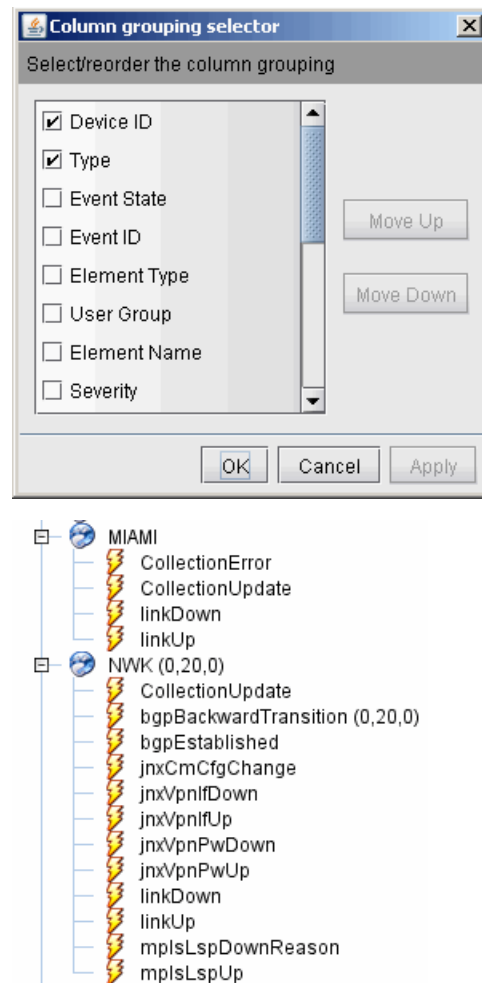 Column grouping selector
Select/reorder the column grouping
Device ID
Type
Event State
Event ID
Element Type
User Group
Element Name
Severity
Move Up
Move Down
OK Cancel Apply
MIAMI
CollectionError
CollectionUpdate
linkDown
linkUp
NWK (0,20,0)
CollectionUpdate
bgpBackwardTransition (0,20,0)
bgpEstablished
jnxCmCfgChange
jnxVpnIfDown
jnxVpnIfUp
jnxVpnPwDown
jnxVpnPwUp
linkDown
linkUp
mplsLspDownReason
mplsLspUp